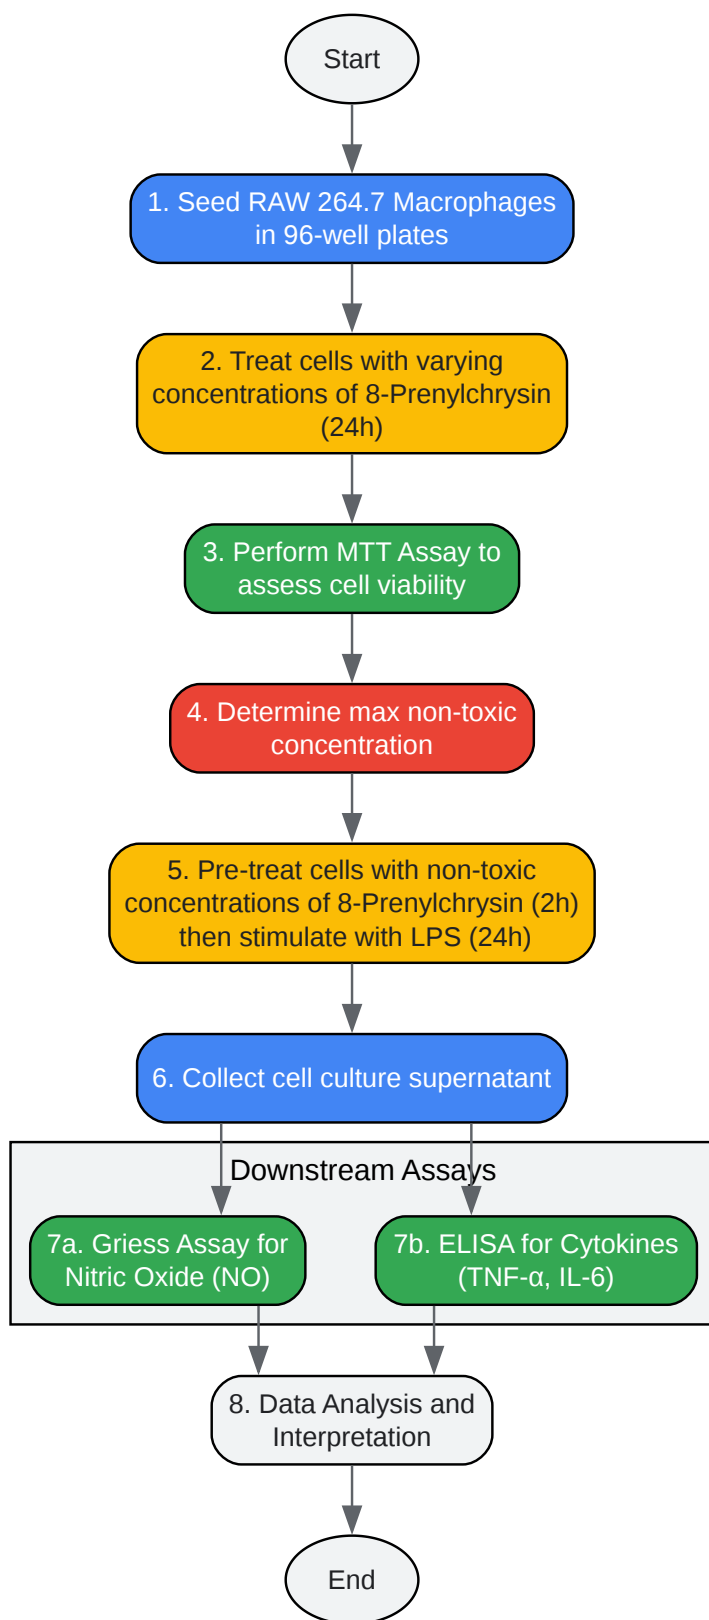 Start
1. Seed RAW 264.7 Macrophages
in 96-well plates
2. Treat cells with varying
concentrations of 8-Prenylchrysin
(24h)
3. Perform MTT Assay to
assess cell viability
4. Determine max non-toxic
concentration
5. Pre-treat cells with non-toxic
concentrations of 8-Prenylchrysin (2h)
then stimulate with LPS (24h)
6. Collect cell culture supernatant
Downstream Assays
7a. Griess Assay for
Nitric Oxide (NO)
7b. ELISA for Cytokines
(TNF-α, IL-6)
8. Data Analysis and
Interpretation
End